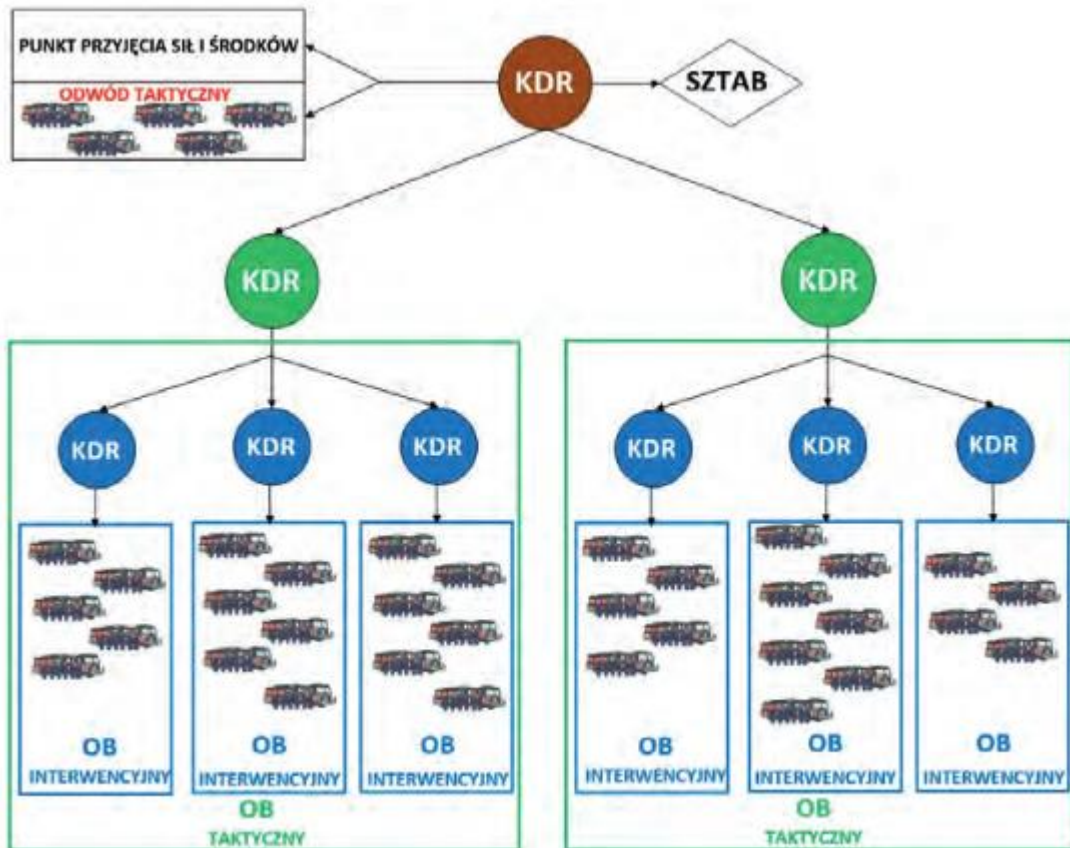 PUNKT PRZYJĘCIA SIŁ I ŚRODKÓW
ODWÓD TAKTYCZNY
KDR
SZTAB
KDR
KDR
KDR
KDR
KDR
KDR
KDR
KDR
OB
INTERWENCYJNY
OB
INTERWENCYJNY
OB
INTERWENCYJNY
OB
TAKTYCZNY
OB
INTERWENCYJNY
OB
INTERWENCYJNY
OB
INTERWENCYJNY
OB
TAKTYCZNY